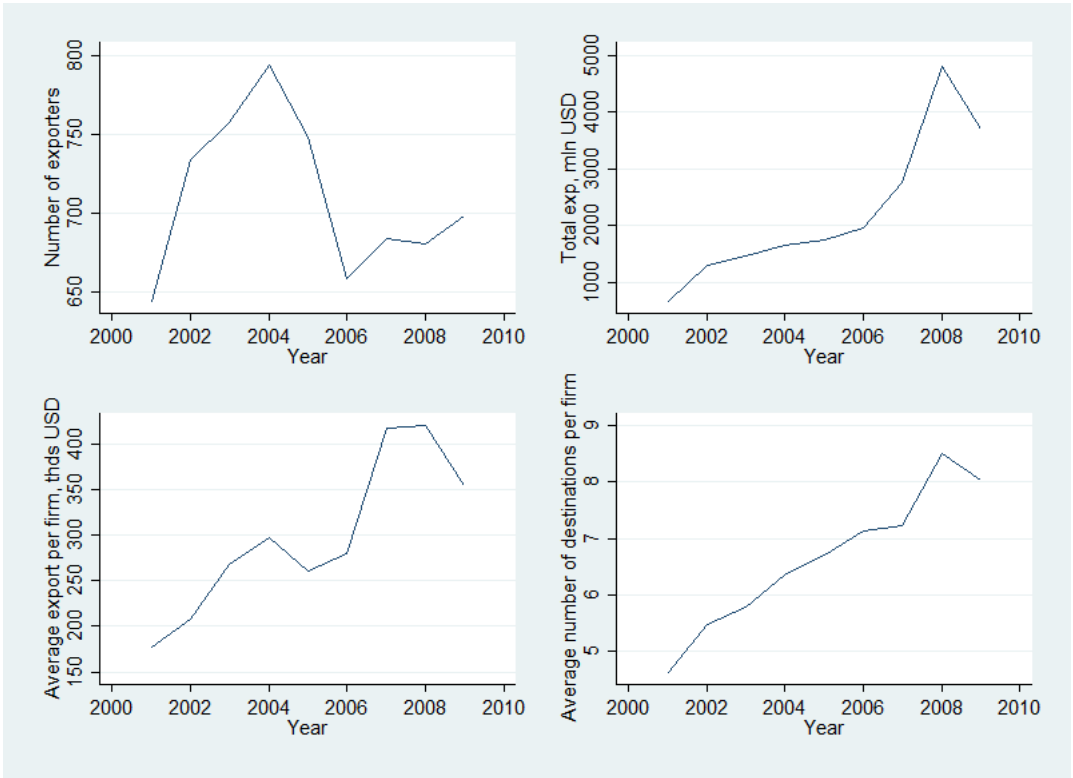 Number of exporters
800
750
700
650
2000 2002 2004 2006 2008 2010
Year
Total exp, mln USD
5000
4000
3000
2000
1000
2000 2002 2004 2006 2008 2010
Year
Average export per firm, thds USD
400
350
300
250
200
150
2000 2002 2004 2006 2008 2010
Year
Average number of destinations per firm
9
8
7
6
5
2000 2002 2004 2006 2008 2010
Year